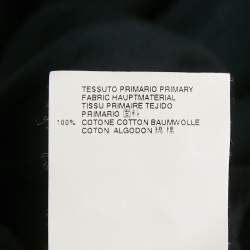 TESSUTO PRIMARIO PRIMARY
FABRIC HAUPTMATERIAL
TISSU PRIMAIRE TEJIDO
PRIMARIO
100% COTONE COTTON BAUMWOLLE
COTON ALGODON